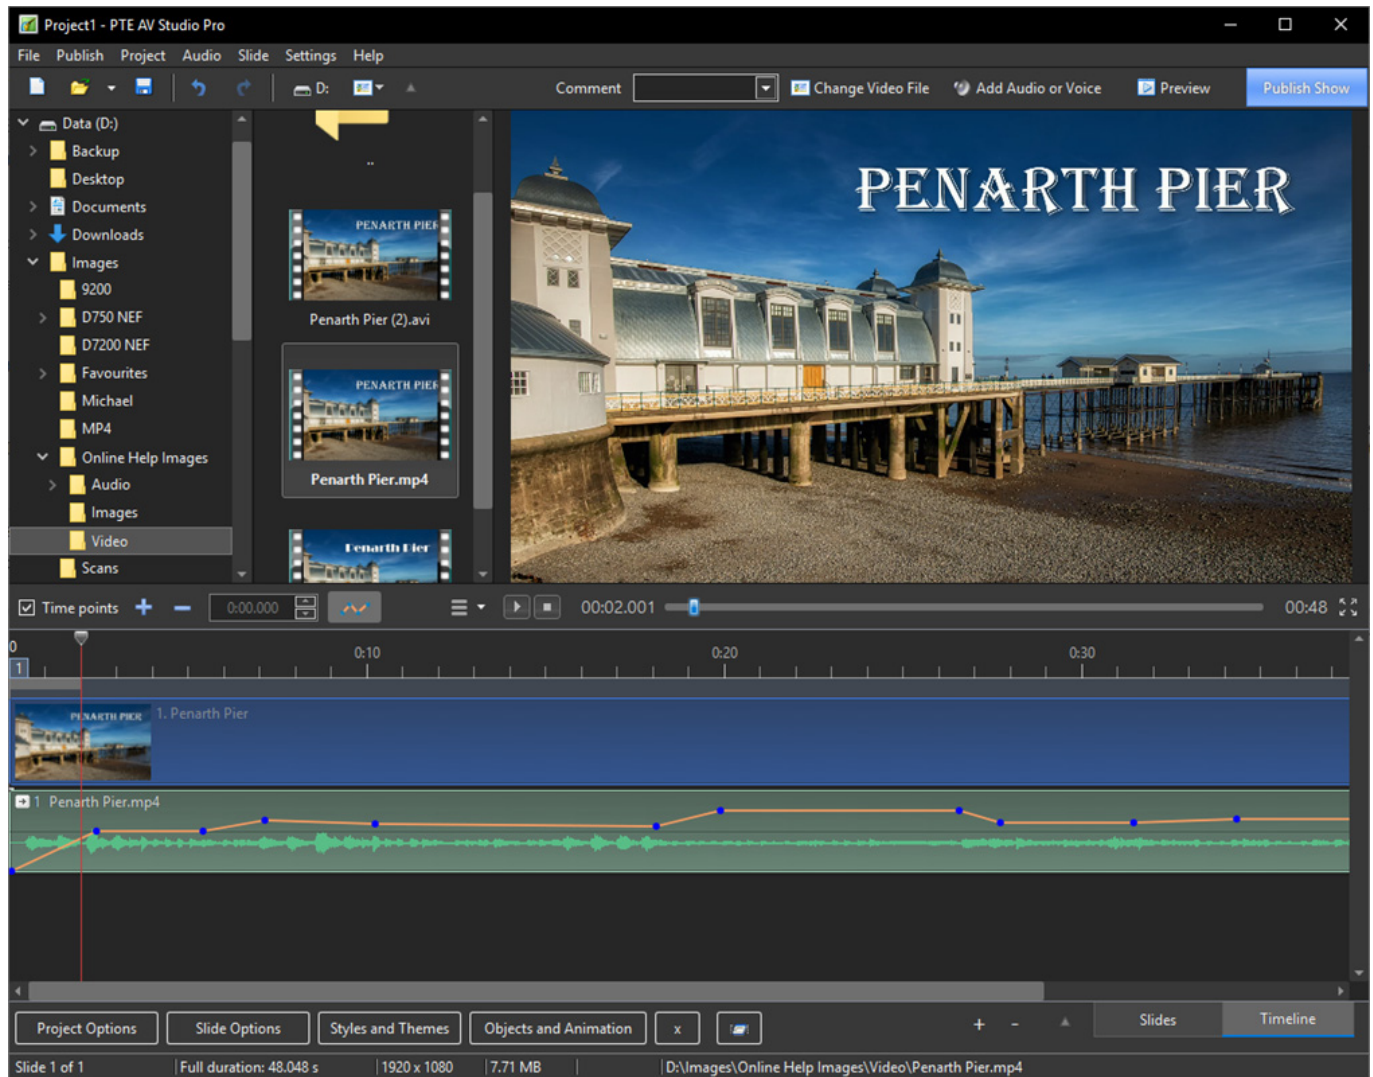 Project1 - PTE AV Studio Pro
File Publish Project Audio Slide Settings Help
D: Comment Change Video File Add Audio or Voice Preview Publish Show
Data (D:)
Backup
Desktop
Documents
Downloads
Images
9200
D750 NEF
D7200 NEF
Favourites
Michael
MP4
Online Help Images
Audio
Images
Video
Scans
..
PENARTH PIER
Penarth Pier (2).avi
PENARTH PIER
Penarth Pier.mp4
Penarth Pier
PENARTH PIER
Time points 0:00.000 00:02.001 00:48
0 0:10 0:20 0:30
1
PENARTH PIER 1. Penarth Pier
1 Penarth Pier.mp4
Project Options Slide Options Styles and Themes Objects and Animation x + - Slides Timeline
Slide 1 of 1 Full duration: 48.048 s 1920 x 1080 7.71 MB D:\Images\Online Help Images\Video\Penarth Pier.mp4